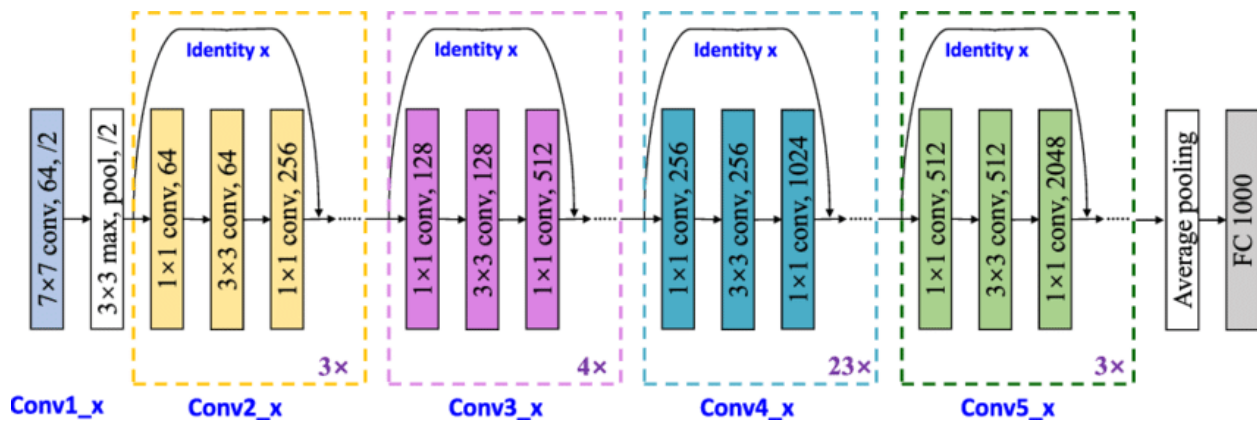 Identity x
Identity x
Identity x
Identity x
7×7 conv, 64, /2
3×3 max, pool, /2
1×1 conv, 64
3×3 conv, 64
1×1 conv, 256
1×1 conv, 128
3×3 conv, 128
1×1 conv, 512
1×1 conv, 256
3×3 conv, 256
1×1 conv, 1024
1×1 conv, 512
3×3 conv, 512
1×1 conv, 2048
Average pooling
FC 1000
3×
4×
23×
3×
Conv1_x
Conv2_x
Conv3_x
Conv4_x
Conv5_x